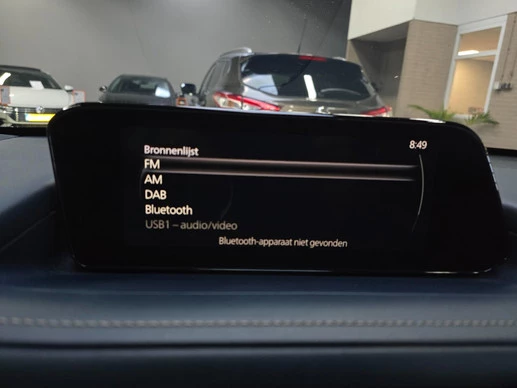 Bronnenlijst
8:49
FM
AM
DAB
Bluetooth
USB1 – audio/video
Bluetooth-apparaat niet gevonden